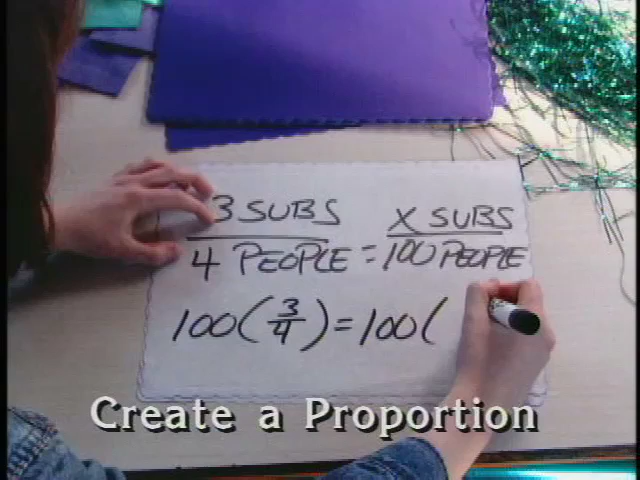 3 SUBS X SUBS
4 PEOPLE = 100 PEOPLE
100(3/4) = 100(
Create a Proportion